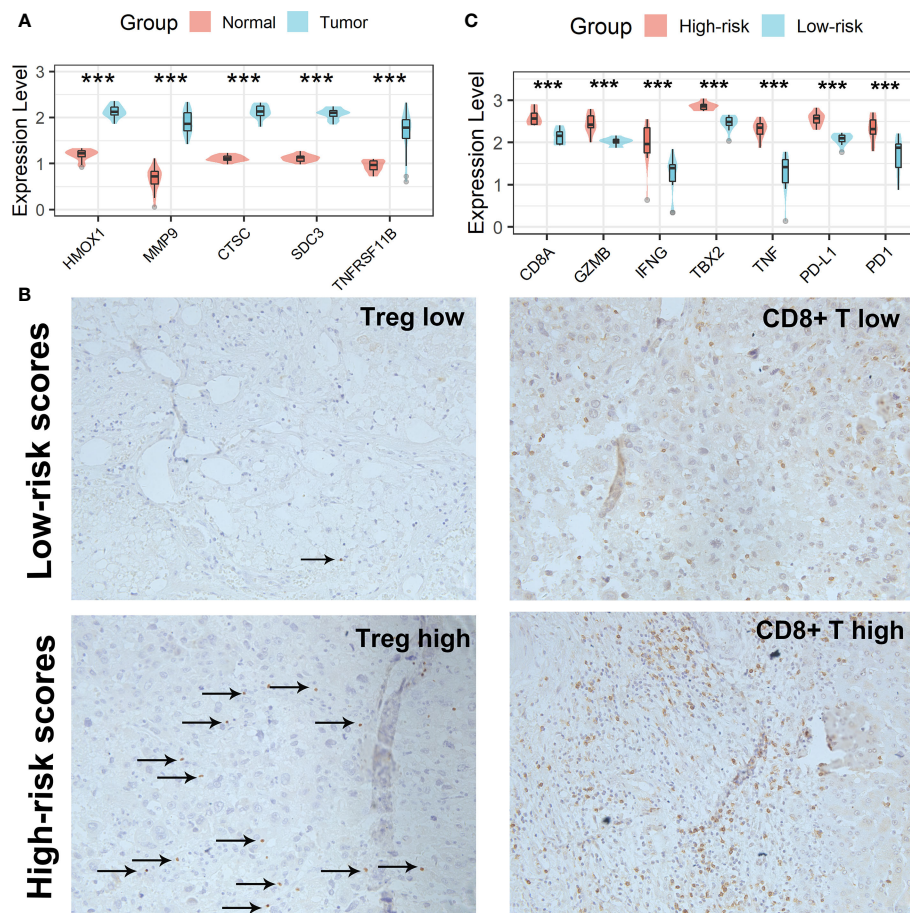 A
Group Normal Tumor
Expression Level
3
2
1
0
*** *** *** *** ***
HMOX1 MMP9 CTSC SDC3 TNFRSF11B
C
Group High-risk Low-risk
Expression Level
3
2
1
0
*** *** *** *** *** *** ***
CD8A GZMB IFNG TBX2 TNF PD-L1 PD1
B
Low-risk scores
Treg low
CD8+ T low
High-risk scores
Treg high
CD8+ T high